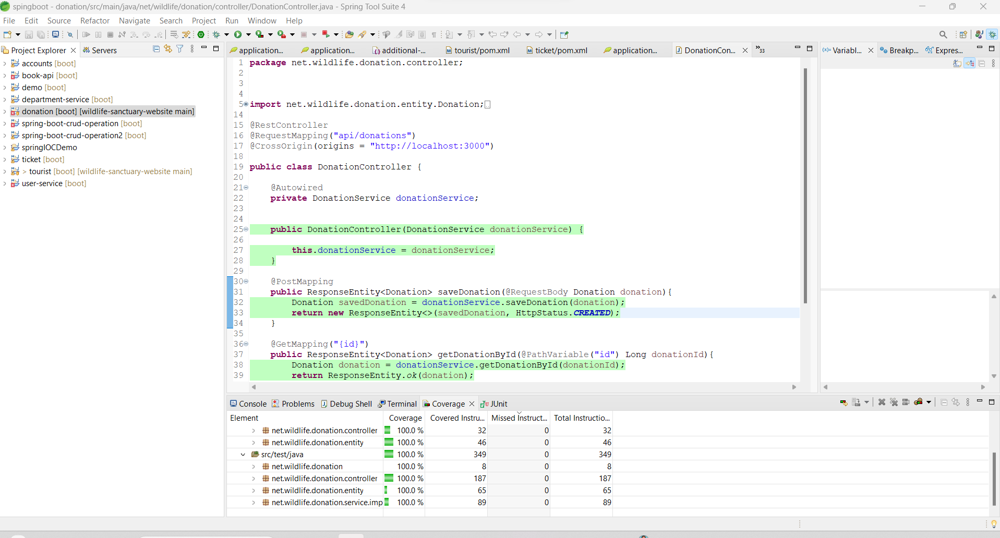 spingboot - donation/src/main/java/net/wildlife/donation/controller/DonationController.java - Spring Tool Suite 4
File Edit Source Refactor Navigate Search Project Run Window Help
Project Explorer Servers
accounts [boot]
book-api [boot]
demo [boot]
department-service [boot]
donation [boot] [wildlife-sanctuary-website main]
spring-boot-crud-operation [boot]
spring-boot-crud-operation2 [boot]
springIOCDemo
ticket [boot]
> tourist [boot] [wildlife-sanctuary-website main]
user-service [boot]
application... application... additional-... tourist/pom.xml ticket/pom.xml application... DonationCon... »33
1 package net.wildlife.donation.controller;
2
3
4
5 import net.wildlife.donation.entity.Donation;
14
15 @RestController
16 @RequestMapping("api/donations")
17 @CrossOrigin(origins = "http://localhost:3000")
18
19 public class DonationController {
20
21 @Autowired
22 private DonationService donationService;
23
24
25 public DonationController(DonationService donationService) {
26
27 this.donationService = donationService;
28 }
29
30 @PostMapping
31 public ResponseEntity<Donation> saveDonation(@RequestBody Donation donation){
32 Donation savedDonation = donationService.saveDonation(donation);
33 return new ResponseEntity<>(savedDonation, HttpStatus.CREATED);
34 }
35
36 @GetMapping("{id}")
37 public ResponseEntity<Donation> getDonationById(@PathVariable("id") Long donationId){
38 Donation donation = donationService.getDonationById(donationId);
39 return ResponseEntity.ok(donation);
(x)= Variabl... Breakp... Expres...
Console Problems Debug Shell Terminal Coverage JUnit
Element Coverage Covered Instru... Missed Instruct... Total Instructio...
net.wildlife.donation.controller 100.0 % 32 0 32
net.wildlife.donation.entity 100.0 % 46 0 46
src/test/java 100.0 % 349 0 349
net.wildlife.donation 100.0 % 8 0 8
net.wildlife.donation.controller 100.0 % 187 0 187
net.wildlife.donation.entity 100.0 % 65 0 65
net.wildlife.donation.service.imp 100.0 % 89 0 89